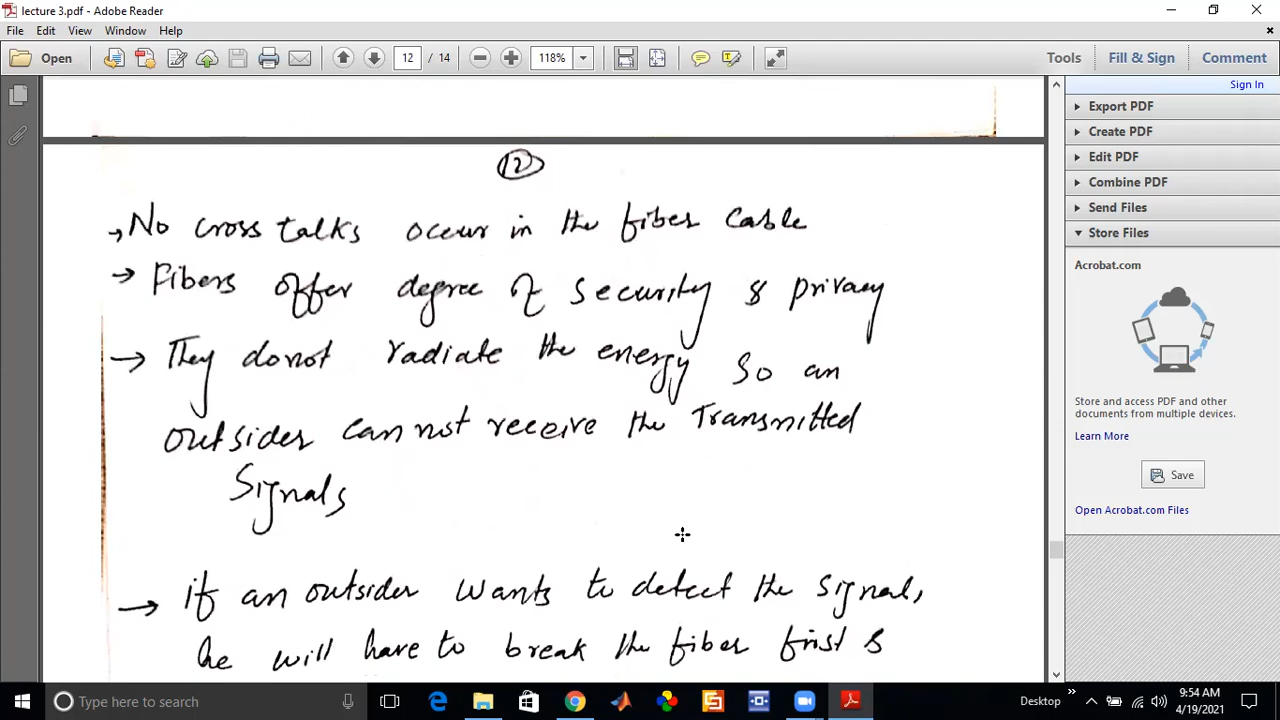 lecture 3.pdf - Adobe Reader
File Edit View Window Help
Open 12 / 14 118% Tools Fill & Sign Comment
Sign In
Export PDF
Create PDF
Edit PDF
Combine PDF
Send Files
Store Files
Acrobat.com
Store and access PDF and other
documents from multiple devices.
Learn More
Save
Open Acrobat.com Files
12
→ No cross talks occur in the fiber Cable
→ Fibers offer degree of security & privacy
→ They donot radiate the energy so an
outsider cannot receive the Transmitted
Signals
→ if an outsider wants to detect the signal,
he will have to break the fiber first &
Type here to search
Desktop
9:54 AM
4/19/2021